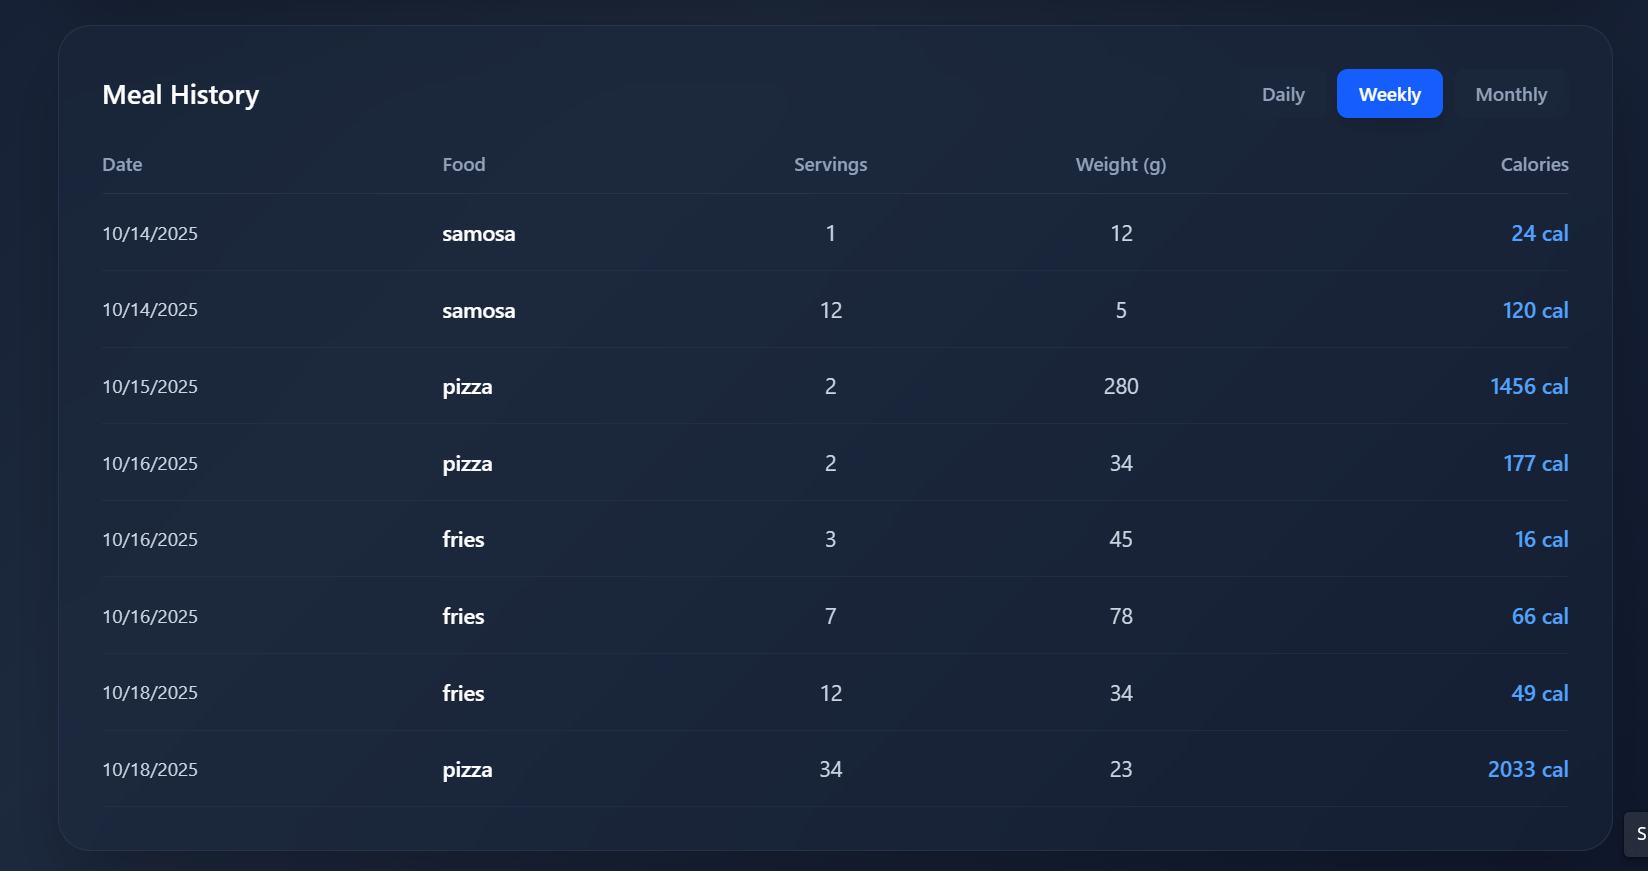 Meal History
Daily Weekly Monthly
Date Food Servings Weight (g) Calories
10/14/2025 samosa 1 12 24 cal
10/14/2025 samosa 12 5 120 cal
10/15/2025 pizza 2 280 1456 cal
10/16/2025 pizza 2 34 177 cal
10/16/2025 fries 3 45 16 cal
10/16/2025 fries 7 78 66 cal
10/18/2025 fries 12 34 49 cal
10/18/2025 pizza 34 23 2033 cal